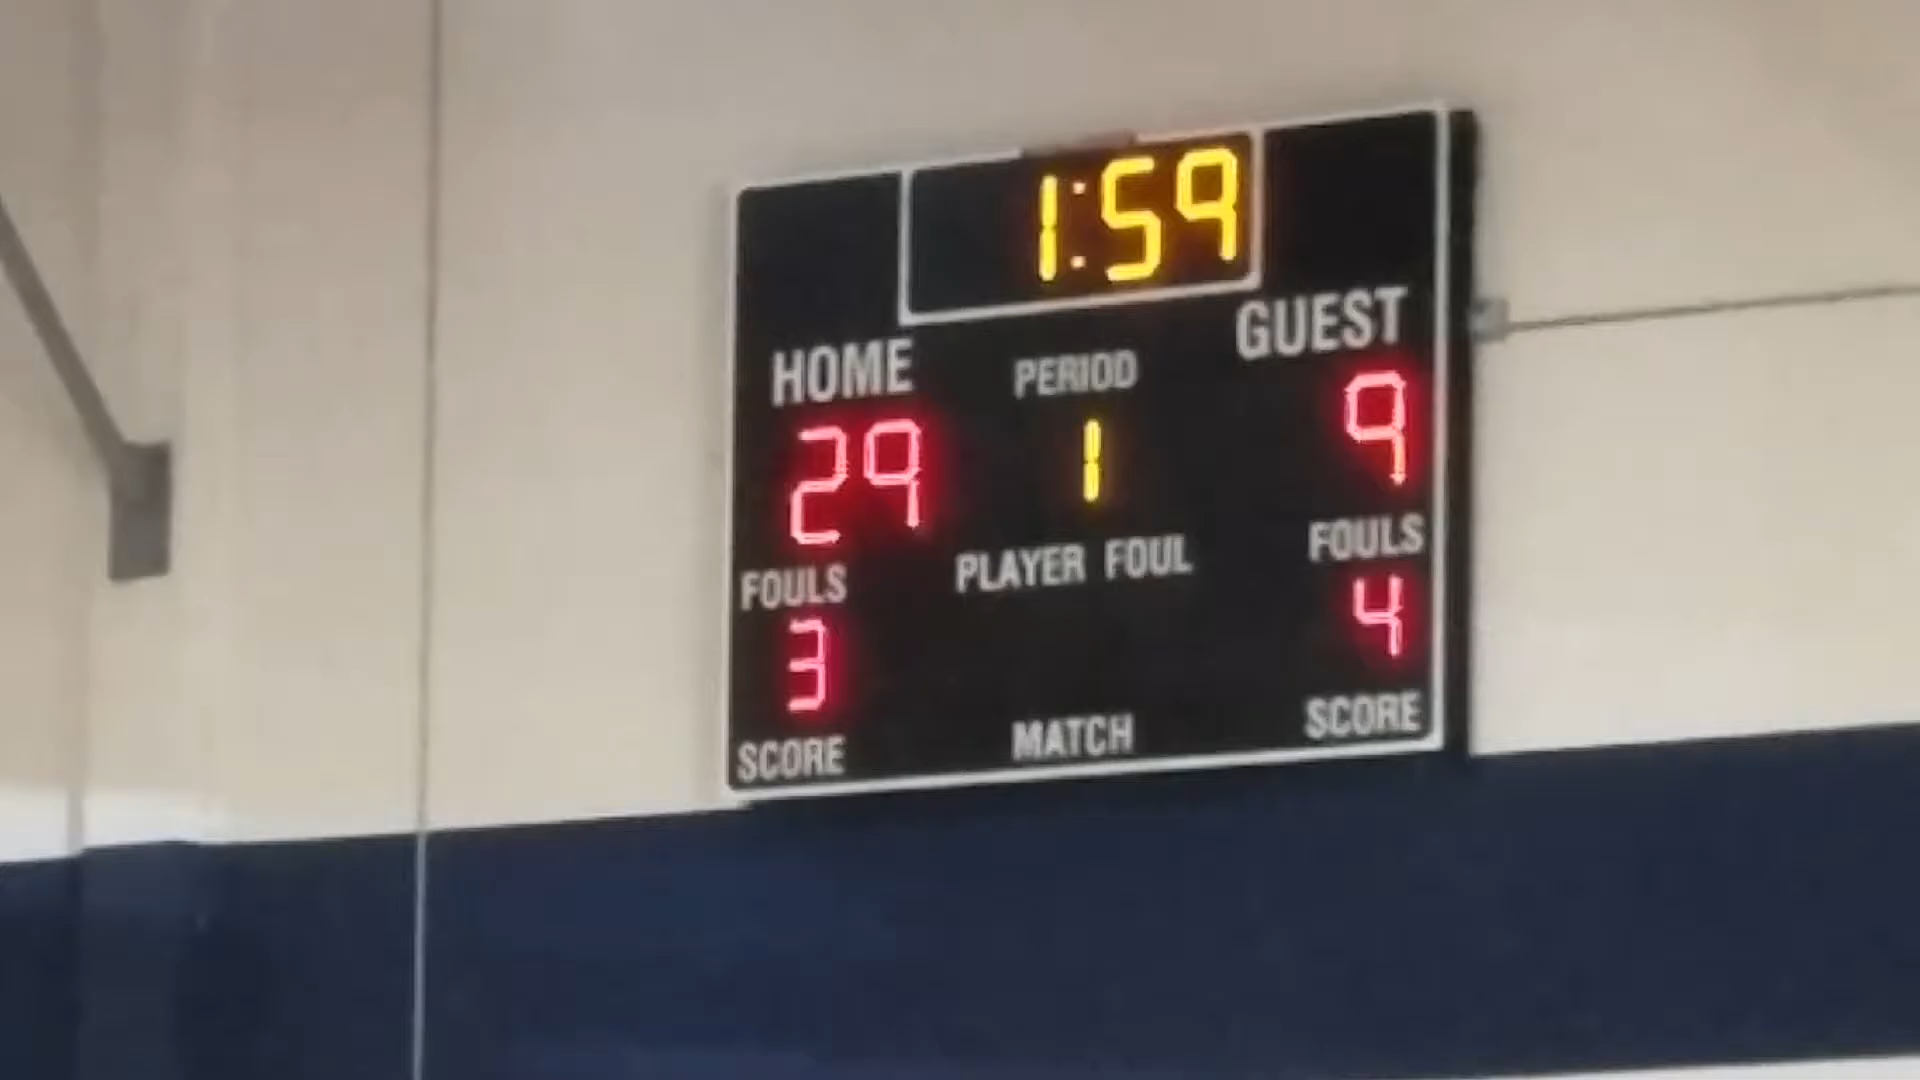 1:59
HOME PERIOD GUEST
29 1 9
FOULS PLAYER FOUL FOULS
3 4
SCORE MATCH SCORE